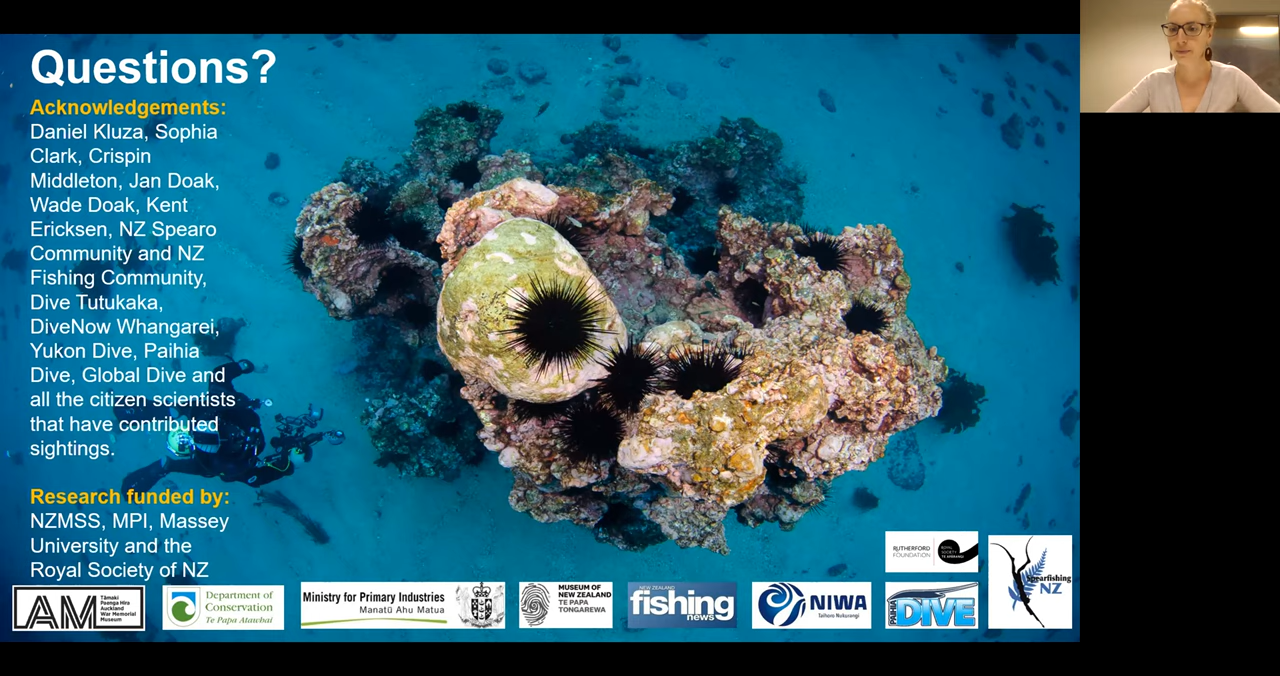 Questions?
Acknowledgements:
Daniel Kluza, Sophia
Clark, Crispin
Middleton, Jan Doak,
Wade Doak, Kent
Ericksen, NZ Spearo
Community and NZ
Fishing Community,
Dive Tutukaka,
DiveNow Whangarei,
Yukon Dive, Paihia
Dive, Global Dive and
all the citizen scientists
that have contributed
sightings.
Research funded by:
NZMSS, MPI, Massey
University and the
Royal Society of NZ
AM
Tāmaki
Paenga Hira
Auckland
War Memorial
Museum
Department of
Conservation
Te Papa Atawhai
Ministry for Primary Industries
Manatū Ahu Matua
MUSEUM OF
NEW ZEALAND
TE PAPA
TONGAREWA
NEW ZEALAND
fishing
news
NIWA
Taihoro Nukurangi
RUTHERFORD
FOUNDATION
ROYAL
SOCIETY
TE APĀRANGI
PAIHIA
DIVE
Spearfishing
NZ